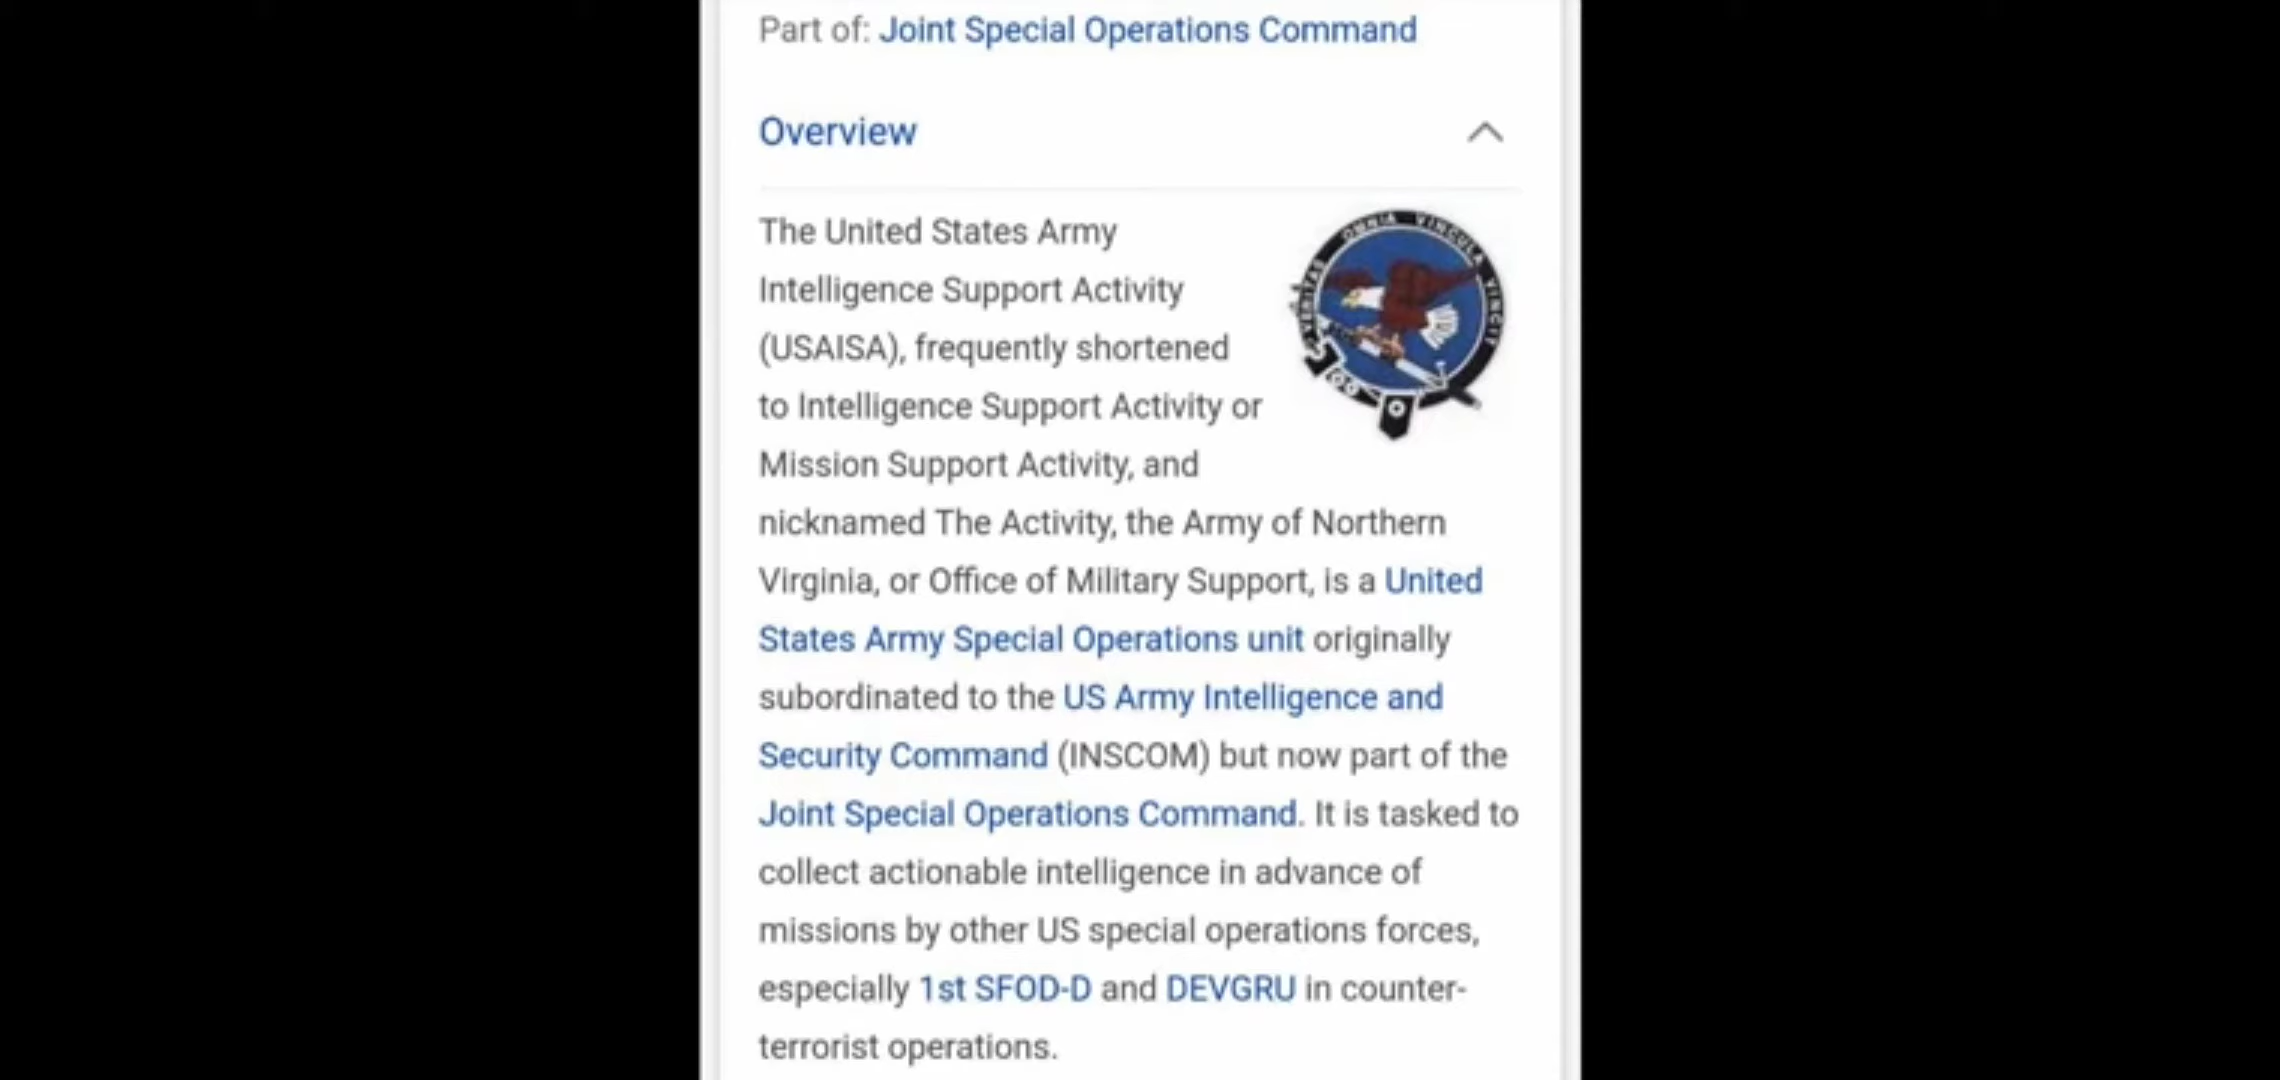 Part of: Joint Special Operations Command
Overview
The United States Army
Intelligence Support Activity
(USAISA), frequently shortened
to Intelligence Support Activity or
Mission Support Activity, and
nicknamed The Activity, the Army of Northern
Virginia, or Office of Military Support, is a United
States Army Special Operations unit originally
subordinated to the US Army Intelligence and
Security Command (INSCOM) but now part of the
Joint Special Operations Command. It is tasked to
collect actionable intelligence in advance of
missions by other US special operations forces,
especially 1st SFOD-D and DEVGRU in counter-
terrorist operations.
VERITAS OMNIA VINCULA VINCIT